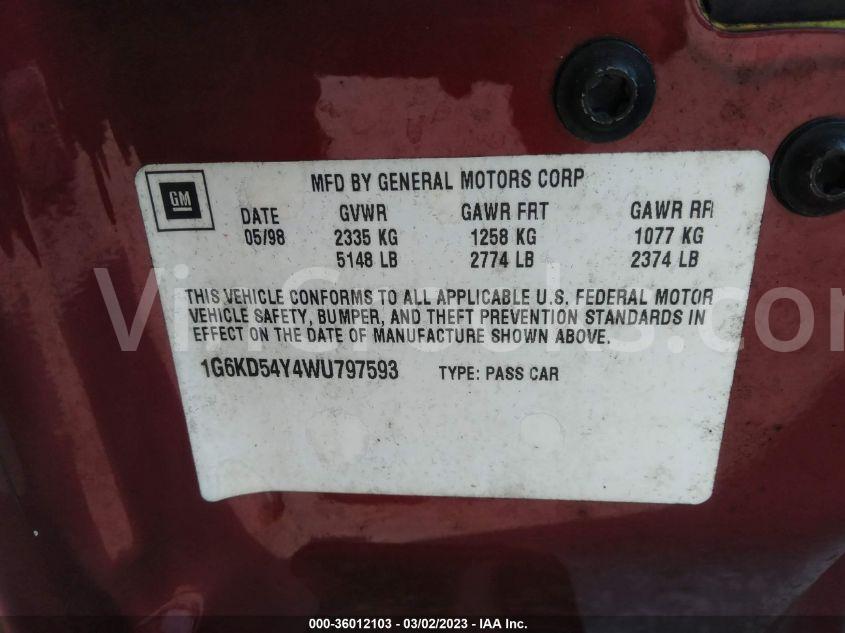 GM
MFD BY GENERAL MOTORS CORP
DATE GVWR GAWR FRT GAWR RR
05/98 2335 KG 1258 KG 1077 KG
5148 LB 2774 LB 2374 LB
THIS VEHICLE CONFORMS TO ALL APPLICABLE U.S. FEDERAL MOTOR
VEHICLE SAFETY, BUMPER, AND THEFT PREVENTION STANDARDS IN
EFFECT ON THE DATE OF MANUFACTURE SHOWN ABOVE.
1G6KD54Y4WU797593 TYPE: PASS CAR
000-36012103 - 03/02/2023 - IAA Inc.